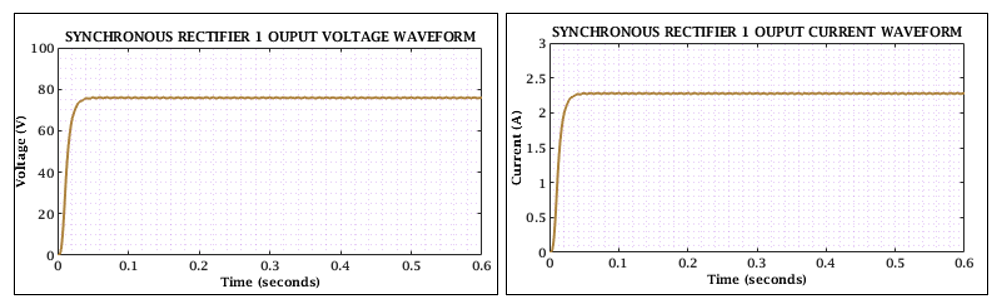 SYNCHRONOUS RECTIFIER 1 OUPUT VOLTAGE WAVEFORM
100
80
60
40
20
0
Voltage (V)
0 0.1 0.2 0.3 0.4 0.5 0.6
Time (seconds)
SYNCHRONOUS RECTIFIER 1 OUPUT CURRENT WAVEFORM
3
2.5
2
1.5
1
0.5
0
Current (A)
0 0.1 0.2 0.3 0.4 0.5 0.6
Time (seconds)